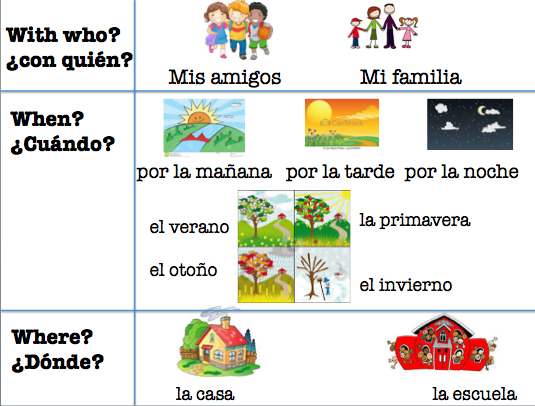 With who?
¿con quién?
Mis amigos
Mi familia
When?
¿Cuándo?
por la mañana
por la tarde
por la noche
el verano
la primavera
el otoño
el invierno
Where?
¿Dónde?
la casa
la escuela